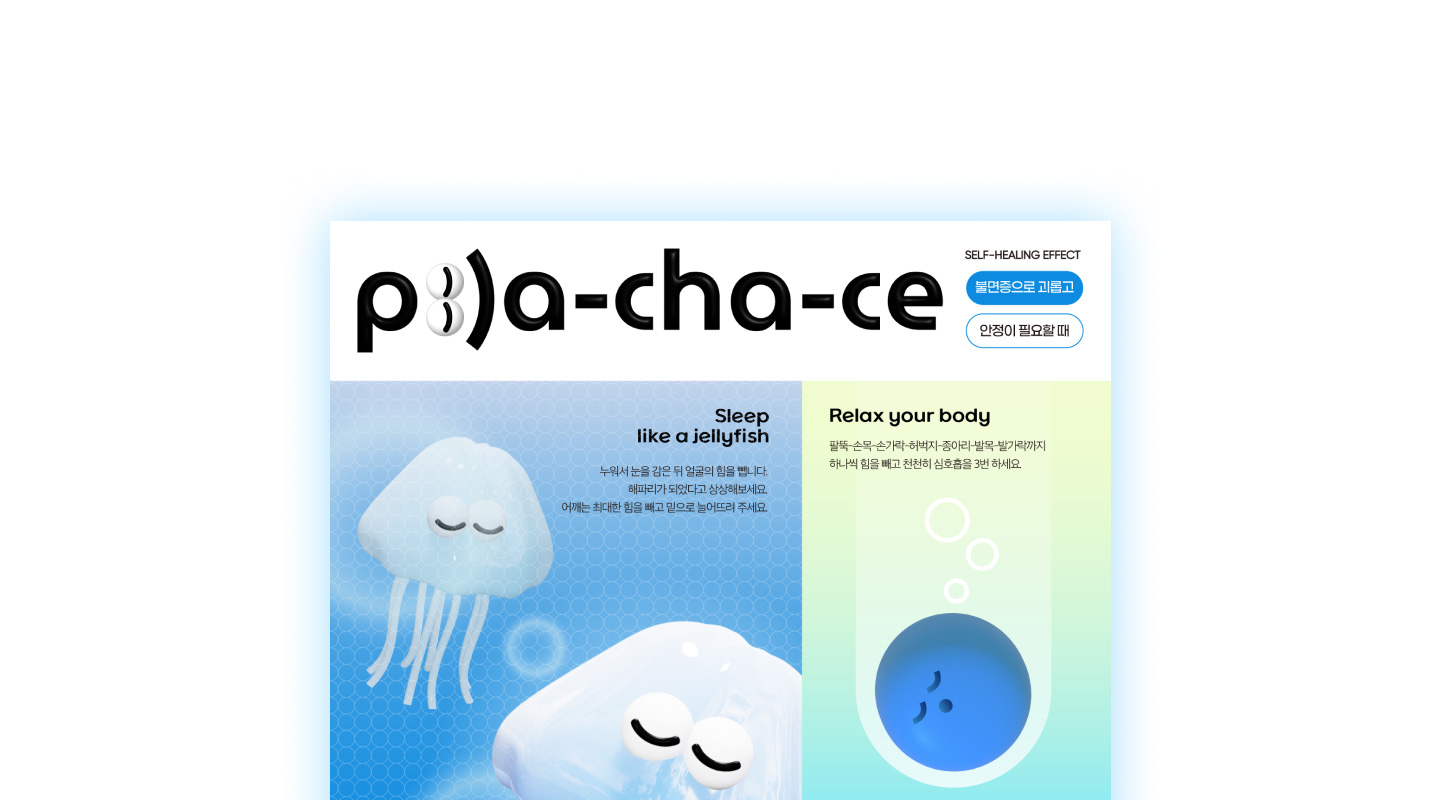 p:)a-cha-ce
SELF-HEALING EFFECT
불면증으로 괴롭고
안정이 필요할 때
Sleep
like a jellyfish
누워서 눈을 감은 뒤 얼굴의 힘을 뺍니다.
해파리가 되었다고 상상해보세요.
어깨는 최대한 힘을 빼고 밑으로 늘어뜨려 주세요.
Relax your body
팔뚝-손목-손가락-허벅지-종아리-발목-발가락까지
하나씩 힘을 빼고 천천히 심호흡을 3번 하세요.